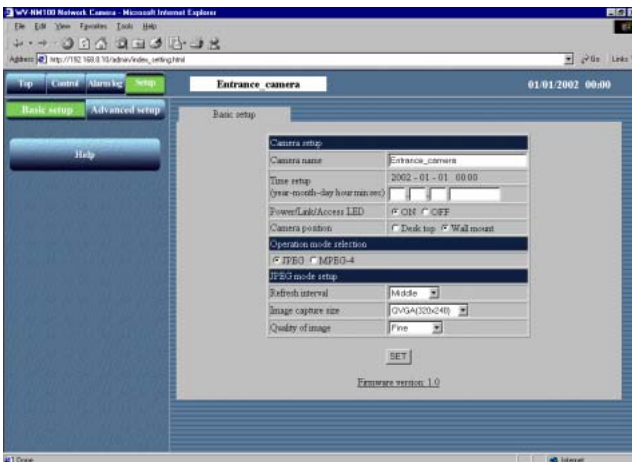 WV-NM100 Network Camera - Microsoft Internet Explorer
File Edit View Favorites Tools Help
Address http://192.168.0.10/admin/index_setting.html Go Links
Top Control Alarm log Setup Entrance_camera 01/01/2002 00:00
Basic setup Advanced setup
Help
Basic setup
Camera setup
Camera name Entrance_camera
Time setup 2002 - 01 - 01 00:00
(year-month-day hour:min:sec)
Power/Link/Access LED ON OFF
Camera position Desk top Wall mount
Operation mode selection
JPEG MPEG-4
JPEG mode setup
Refresh interval Middle
Image capture size QVGA(320x240)
Quality of image Fine
SET
Firmware version: 1.0
Done Internet